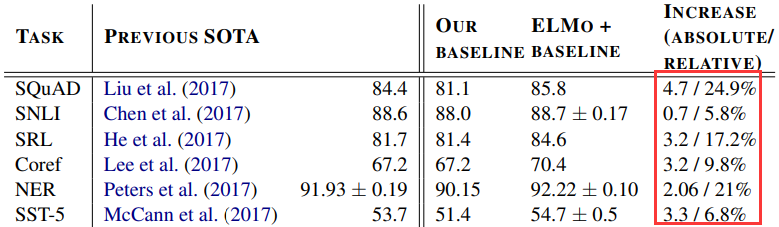 TASK PREVIOUS SOTA OUR BASELINE ELMO + BASELINE INCREASE (ABSOLUTE/ RELATIVE)
SQuAD Liu et al. (2017) 84.4 81.1 85.8 4.7 / 24.9%
SNLI Chen et al. (2017) 88.6 88.0 88.7 ± 0.17 0.7 / 5.8%
SRL He et al. (2017) 81.7 81.4 84.6 3.2 / 17.2%
Coref Lee et al. (2017) 67.2 67.2 70.4 3.2 / 9.8%
NER Peters et al. (2017) 91.93 ± 0.19 90.15 92.22 ± 0.10 2.06 / 21%
SST-5 McCann et al. (2017) 53.7 51.4 54.7 ± 0.5 3.3 / 6.8%